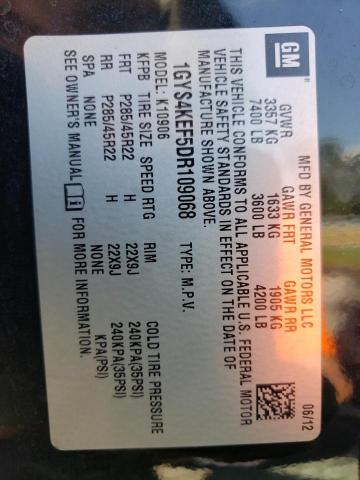 GM
MFD BY GENERAL MOTORS LLC 06/12
GVWR GAWR FRT GAWR RR
3357 KG 1633 KG 1905 KG
7400 LB 3600 LB 4200 LB
THIS VEHICLE CONFORMS TO ALL APPLICABLE U.S. FEDERAL MOTOR
VEHICLE SAFETY STANDARDS IN EFFECT ON THE DATE OF
MANUFACTURE SHOWN ABOVE.
1GYS4KEF5DR109068 TYPE: M.P.V.
MODEL: K10906
KFPB TIRE SIZE SPEED RTG RIM COLD TIRE PRESSURE
FRT P285/45R22 H 22X9J 240KPA(35PSI)
RR P285/45R22 H 22X9J 240KPA(35PSI)
SPA NONE NONE KPA(PSI)
SEE OWNER'S MANUAL i FOR MORE INFORMATION.